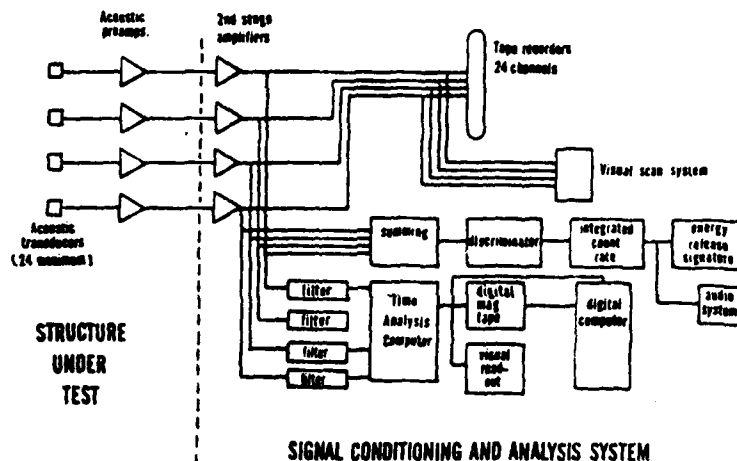 Acoustic
preamps.
2nd stage
amplifiers
Tape recorders
24 channels
Visual scan system
Acoustic
transducers
(24 maximum)
summing
discriminator
integrated
count
rate
energy
release
signature
audio
system
filter
filter
filter
filter
Time
Analysis
Computer
digital
mag
tape
digital
computer
visual
read-
out
STRUCTURE
UNDER
TEST
SIGNAL CONDITIONING AND ANALYSIS SYSTEM